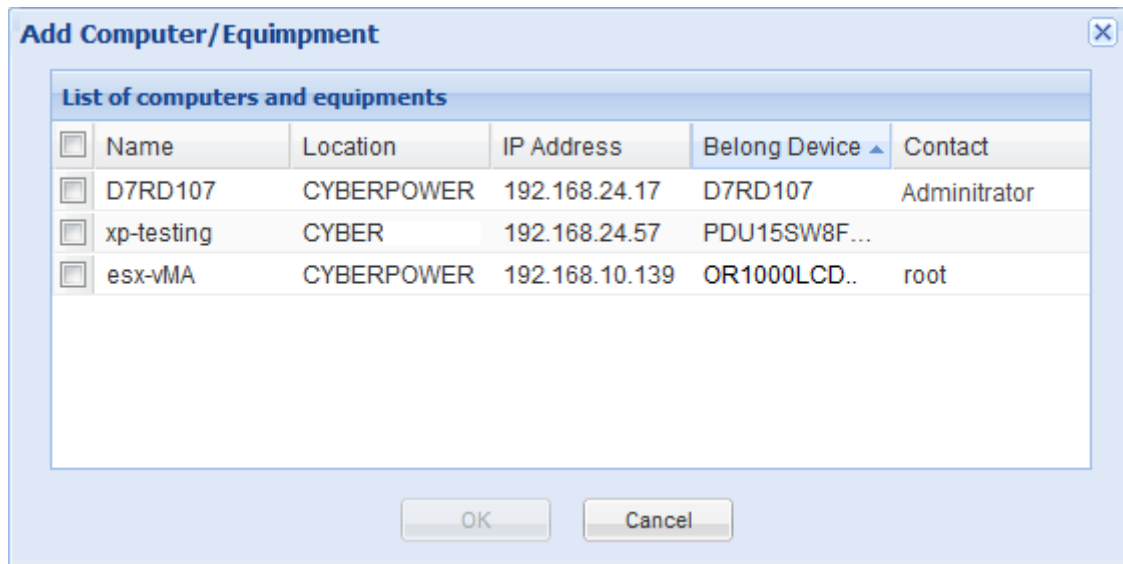 Add Computer/Equimpment
List of computers and equipments
Name Location IP Address Belong Device Contact
D7RD107 CYBERPOWER 192.168.24.17 D7RD107 Adminitrator
xp-testing CYBER 192.168.24.57 PDU15SW8F...
esx-vMA CYBERPOWER 192.168.10.139 OR1000LCD.. root
OK Cancel